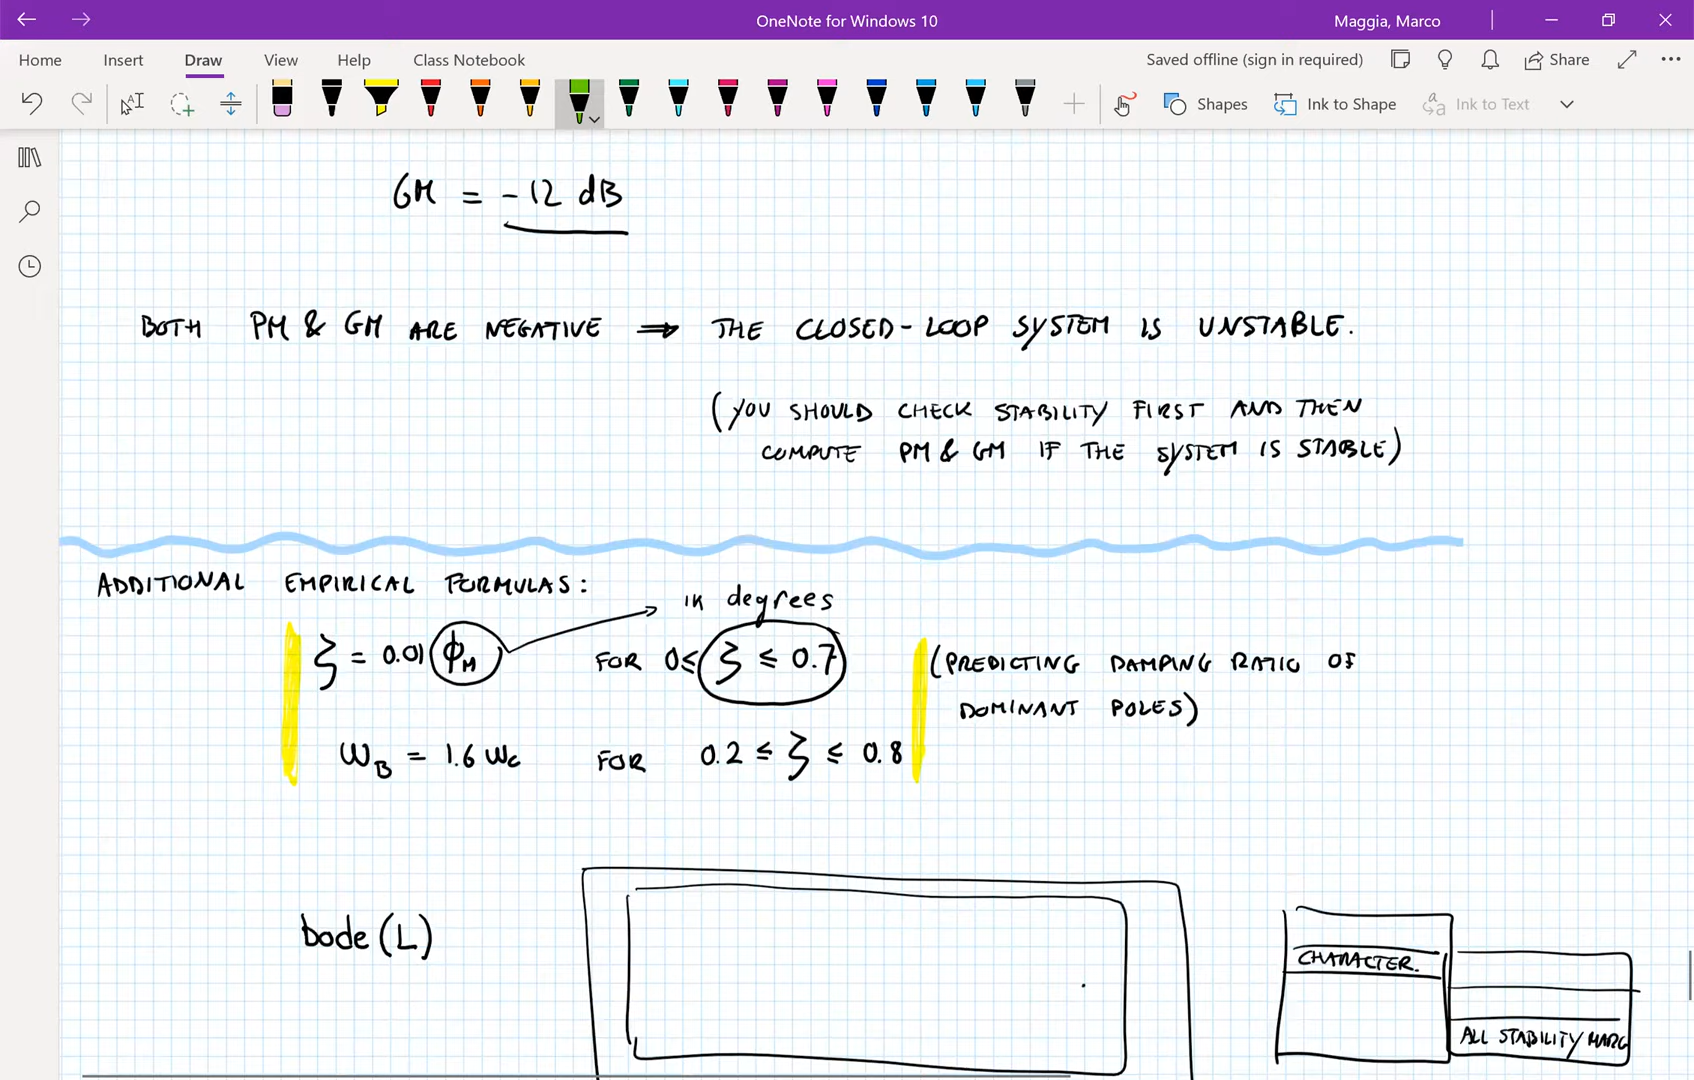 OneNote for Windows 10
Maggia, Marco
Home Insert Draw View Help Class Notebook
Saved offline (sign in required) Share
Shapes Ink to Shape Ink to Text
GM = -12 dB
BOTH PM & GM ARE NEGATIVE ⇒ THE CLOSED-LOOP SYSTEM IS UNSTABLE.
(YOU SHOULD CHECK STABILITY FIRST AND THEN
COMPUTE PM & GM IF THE SYSTEM IS STABLE)
ADDITIONAL EMPIRICAL FORMULAS:
IN degrees
ζ = 0.01 ϕM FOR 0 ≤ ζ ≤ 0.7 (PREDICTING DAMPING RATIO OF
DOMINANT POLES)
ωB = 1.6 ωc FOR 0.2 ≤ ζ ≤ 0.8
bode(L)
CHARACTER.
ALL STABILITY MARG